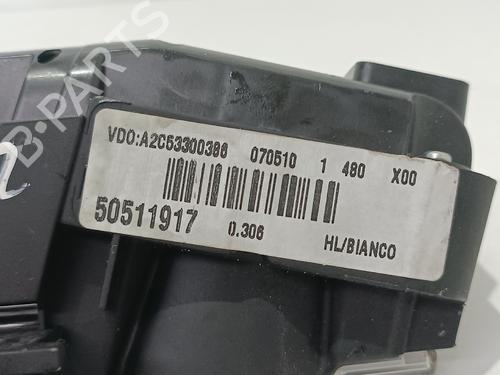 B-PARTS
VDO:A2C53300386 070510 1 480 X00
50511917 0.306 HL/BIANCO